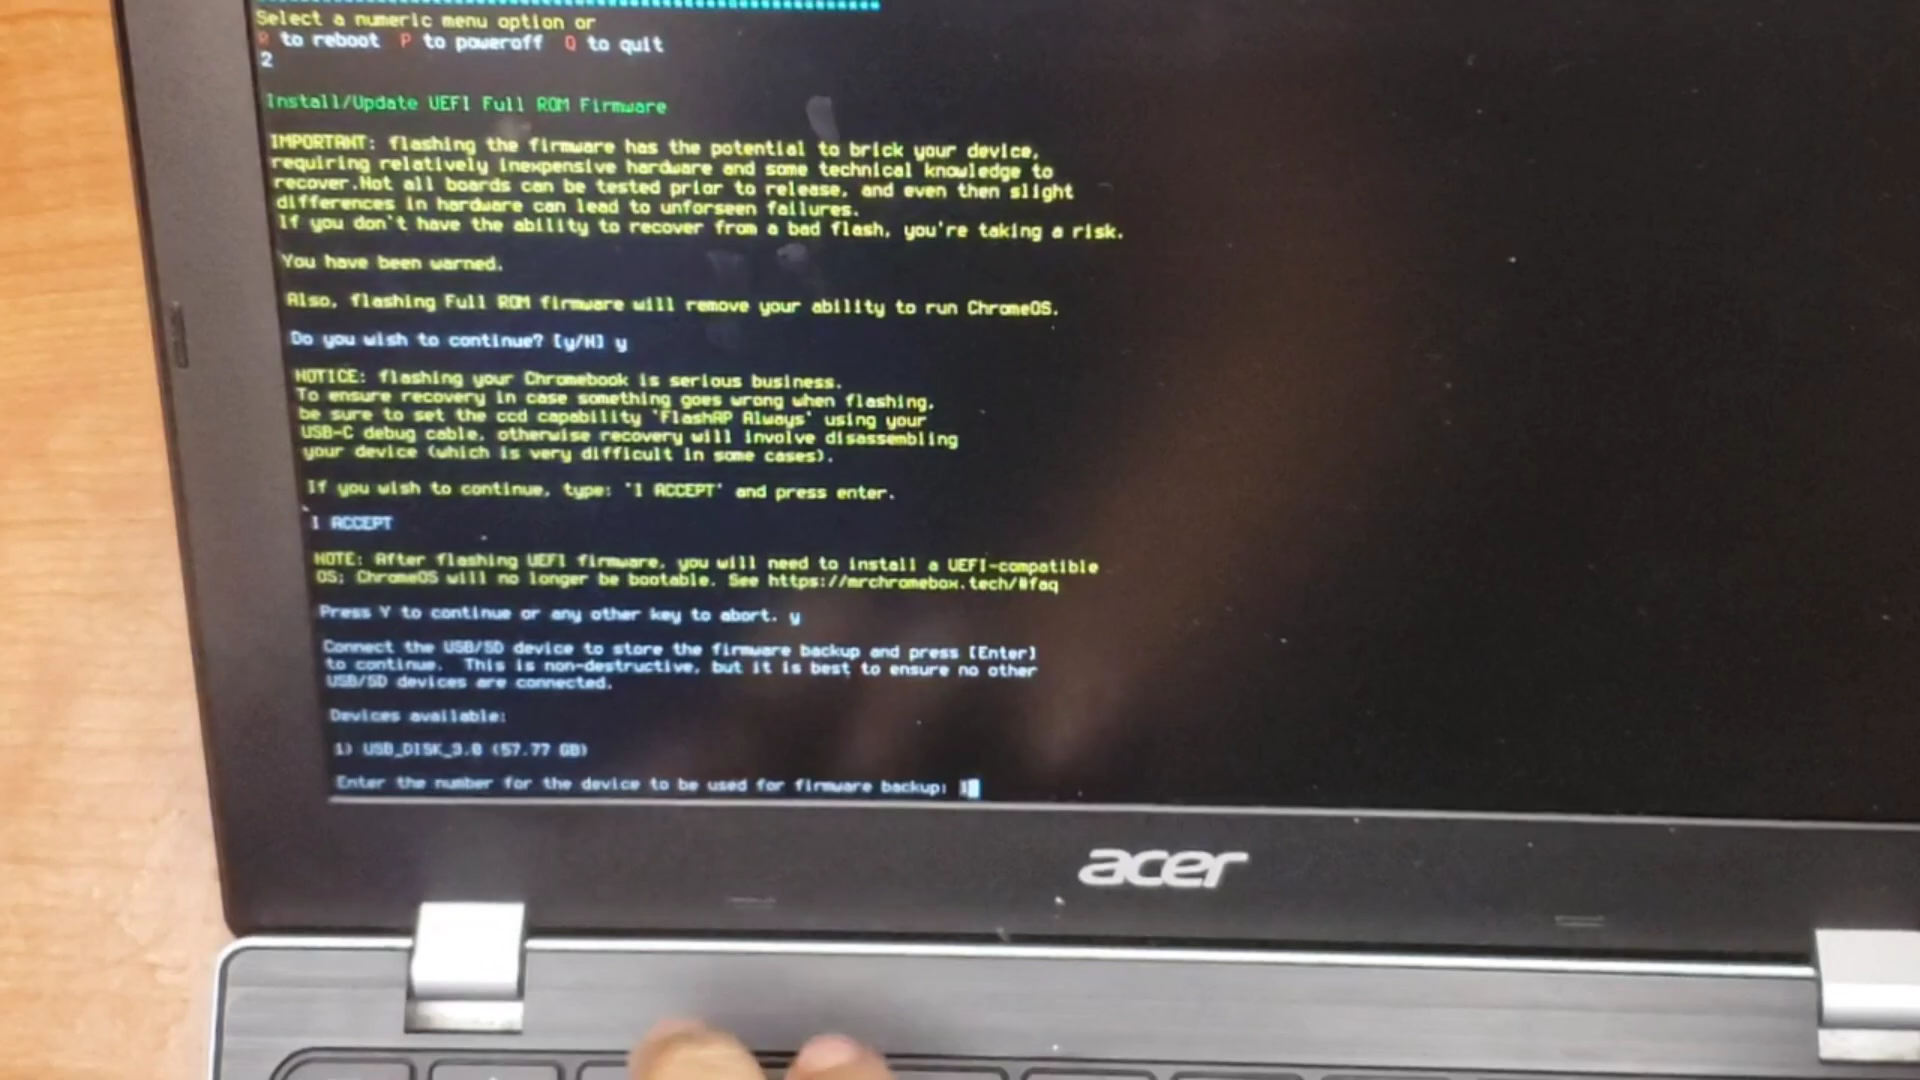 Select a numeric menu option or
R to reboot P to poweroff Q to quit
2
Install/Update UEFI Full ROM Firmware
IMPORTANT: flashing the firmware has the potential to brick your device,
requiring relatively inexpensive hardware and some technical knowledge to
recover.Not all boards can be tested prior to release, and even then slight
differences in hardware can lead to unforseen failures.
If you don't have the ability to recover from a bad flash, you're taking a risk.
You have been warned.
Also, flashing Full ROM firmware will remove your ability to run ChromeOS.
Do you wish to continue? [y/N] y
NOTICE: flashing your Chromebook is serious business.
To ensure recovery in case something goes wrong when flashing,
be sure to set the ccd capability 'FlashAP Always' using your
USB-C debug cable, otherwise recovery will involve disassembling
your device (which is very difficult in some cases).
If you wish to continue, type: 'I ACCEPT' and press enter.
I ACCEPT
NOTE: After flashing UEFI firmware, you will need to install a UEFI-compatible
OS; ChromeOS will no longer be bootable. See https://mrchromebox.tech/#faq
Press Y to continue or any other key to abort. y
Connect the USB/SD device to store the firmware backup and press [Enter]
to continue. This is non-destructive, but it is best to ensure no other
USB/SD devices are connected.
Devices available:
1) USB_DISK_3.0 (57.77 GB)
Enter the number for the device to be used for firmware backup: 1
acer